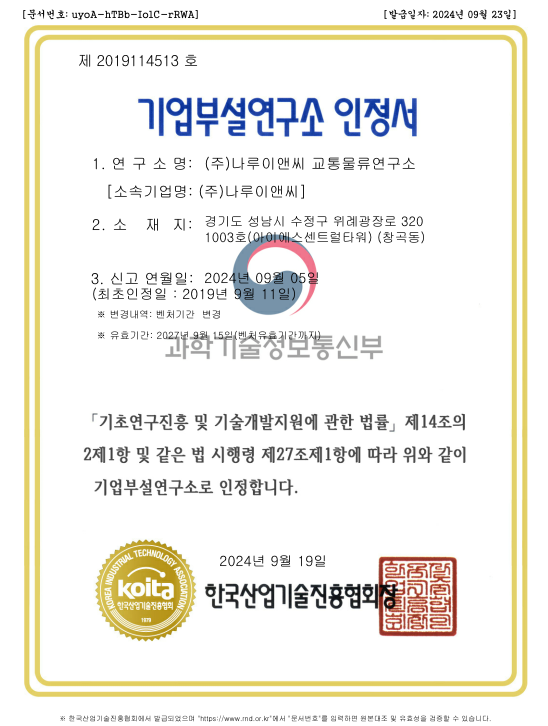 [문서번호: uyoA-hTBb-IolC-rRWA] [발급일자: 2024년 09월 23일]
제 2019114513 호
기업부설연구소 인정서
1. 연 구 소 명: (주)나루이앤씨 교통물류연구소
[소속기업명: (주)나루이앤씨]
2. 소 재 지: 경기도 성남시 수정구 위례광장로 320
1003호(아이에스센트럴타워) (창곡동)
3. 신고 연월일: 2024년 09월 05일
(최초인정일 : 2019년 9월 11일)
※ 변경내역: 벤처기간 변경
※ 유효기간: 2027년 9월 15일(벤처유효기간까지)
과학기술정보통신부
「기초연구진흥 및 기술개발지원에 관한 법률」제14조의
2제1항 및 같은 법 시행령 제27조제1항에 따라 위와 같이
기업부설연구소로 인정합니다.
2024년 9월 19일
한국산업기술진흥협회장
KOREA INDUSTRIAL TECHNOLOGY ASSOCIATION
koita
한국산업기술진흥협회
1979
※ 한국산업기술진흥협회에서 발급되었으며 "https://www.rnd.or.kr"에서 "문서번호"를 입력하면 원본대조 및 유효성을 검증할 수 있습니다.